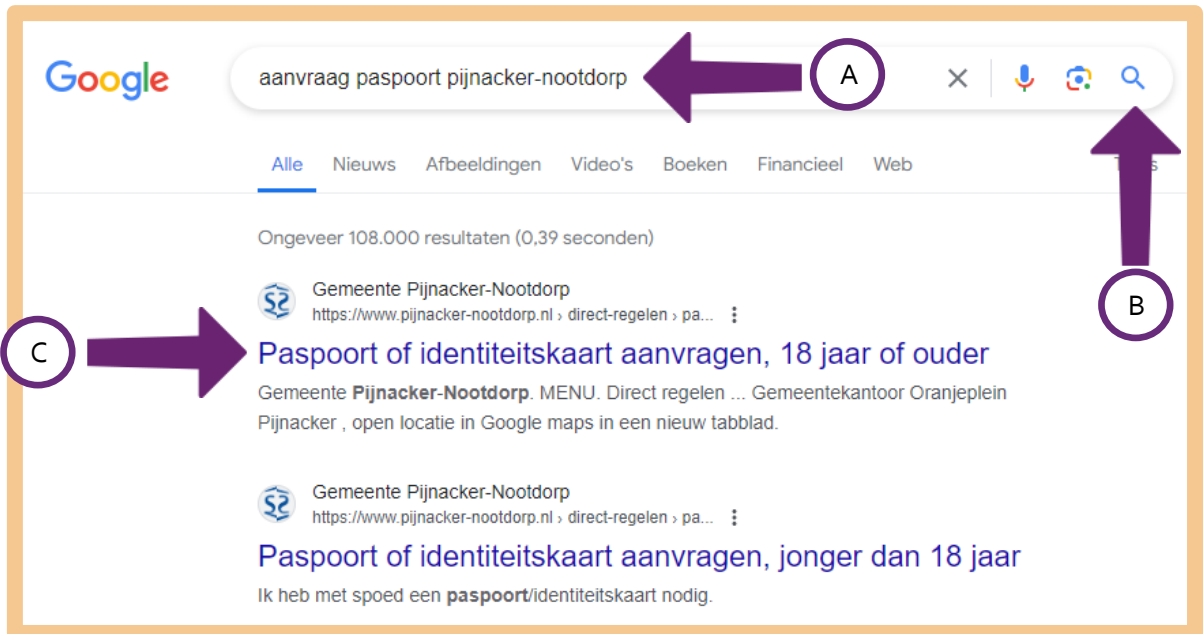 Google
aanvraag paspoort pijnacker-nootdorp
A
Alle Nieuws Afbeeldingen Video's Boeken Financieel Web
Ongeveer 108.000 resultaten (0,39 seconden)
B
Gemeente Pijnacker-Nootdorp
https://www.pijnacker-nootdorp.nl › direct-regelen › pa...
C
Paspoort of identiteitskaart aanvragen, 18 jaar of ouder
Gemeente Pijnacker-Nootdorp. MENU. Direct regelen ... Gemeentekantoor Oranjeplein
Pijnacker , open locatie in Google maps in een nieuw tabblad.
Gemeente Pijnacker-Nootdorp
https://www.pijnacker-nootdorp.nl › direct-regelen › pa...
Paspoort of identiteitskaart aanvragen, jonger dan 18 jaar
Ik heb met spoed een paspoort/identiteitskaart nodig.